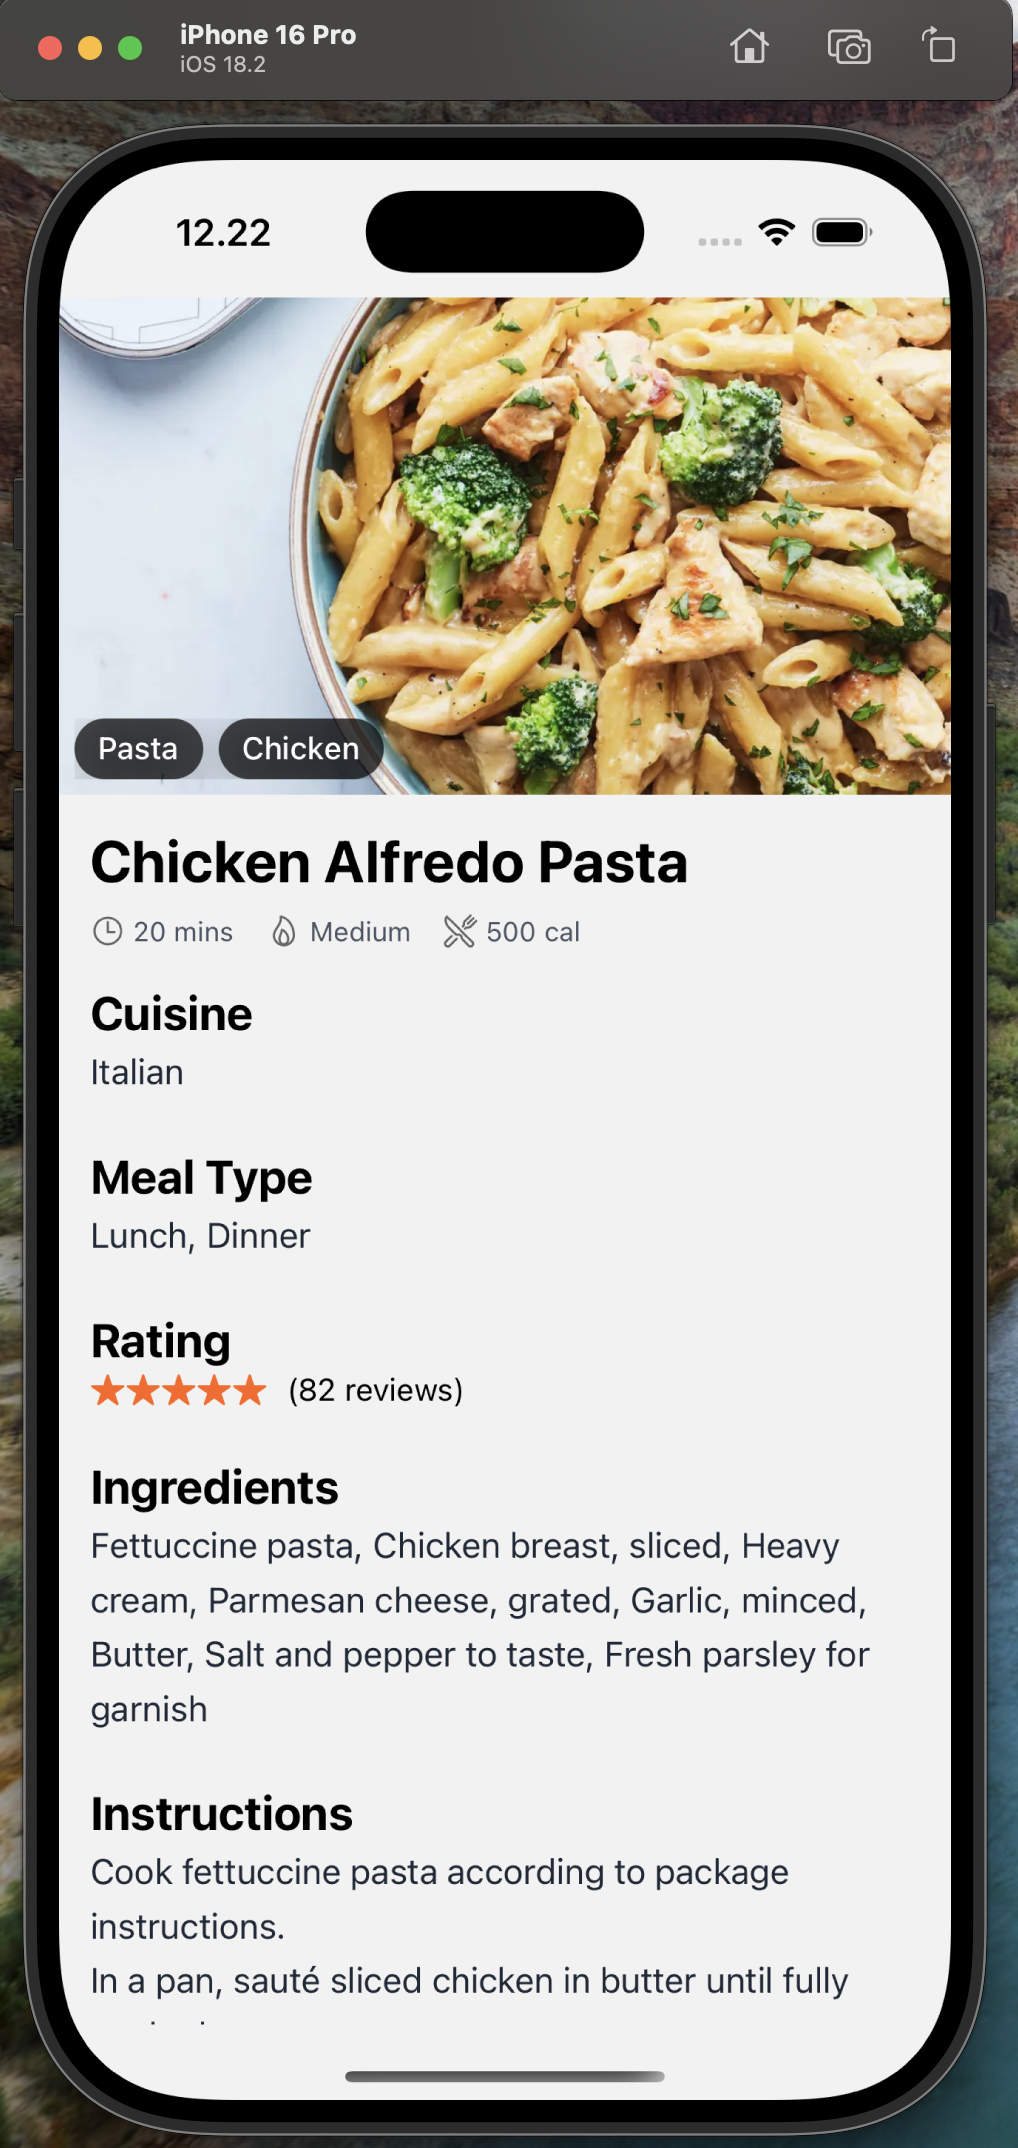 iPhone 16 Pro
iOS 18.2
12.22
Pasta
Chicken
Chicken Alfredo Pasta
20 mins
Medium
500 cal
Cuisine
Italian
Meal Type
Lunch, Dinner
Rating
(82 reviews)
Ingredients
Fettuccine pasta, Chicken breast, sliced, Heavy
cream, Parmesan cheese, grated, Garlic, minced,
Butter, Salt and pepper to taste, Fresh parsley for
garnish
Instructions
Cook fettuccine pasta according to package
instructions.
In a pan, sauté sliced chicken in butter until fully